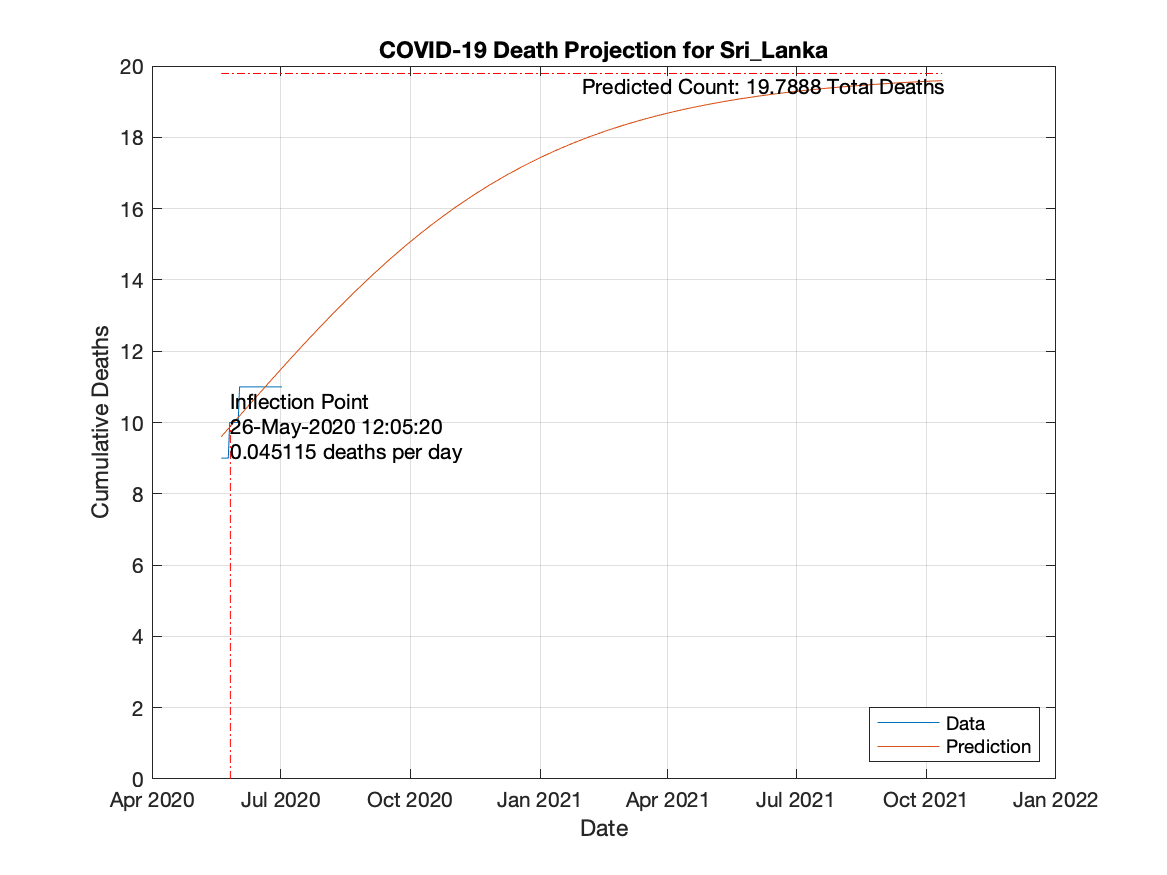 COVID-19 Death Projection for Sri_Lanka
20
Predicted Count: 19.7888 Total Deaths
18
16
14
12
Inflection Point
10
26-May-2020 12:05:20
0.045115 deaths per day
Cumulative Deaths
8
6
4
2
0
Data
Prediction
Apr 2020 Jul 2020 Oct 2020 Jan 2021 Apr 2021 Jul 2021 Oct 2021 Jan 2022
Date